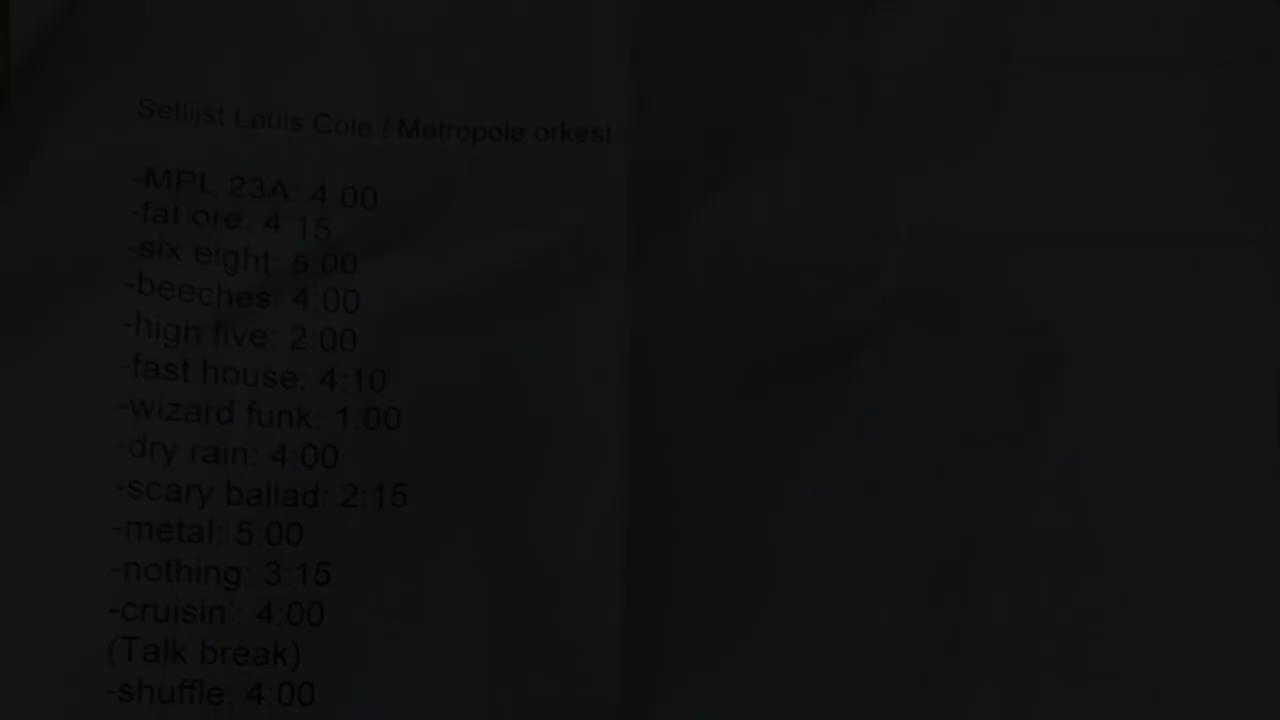 Setlijst Louis Cole / Metropole orkest
-MPL 23A: 4:00
-fat ore: 4:15
-six eight: 5:00
-beeches: 4:00
-high five: 2:00
-fast house: 4:10
-wizard funk: 1:00
-dry rain: 4:00
-scary ballad: 2:15
-metal: 5:00
-nothing: 3:15
-cruisin': 4:00
(Talk break)
-shuffle: 4:00